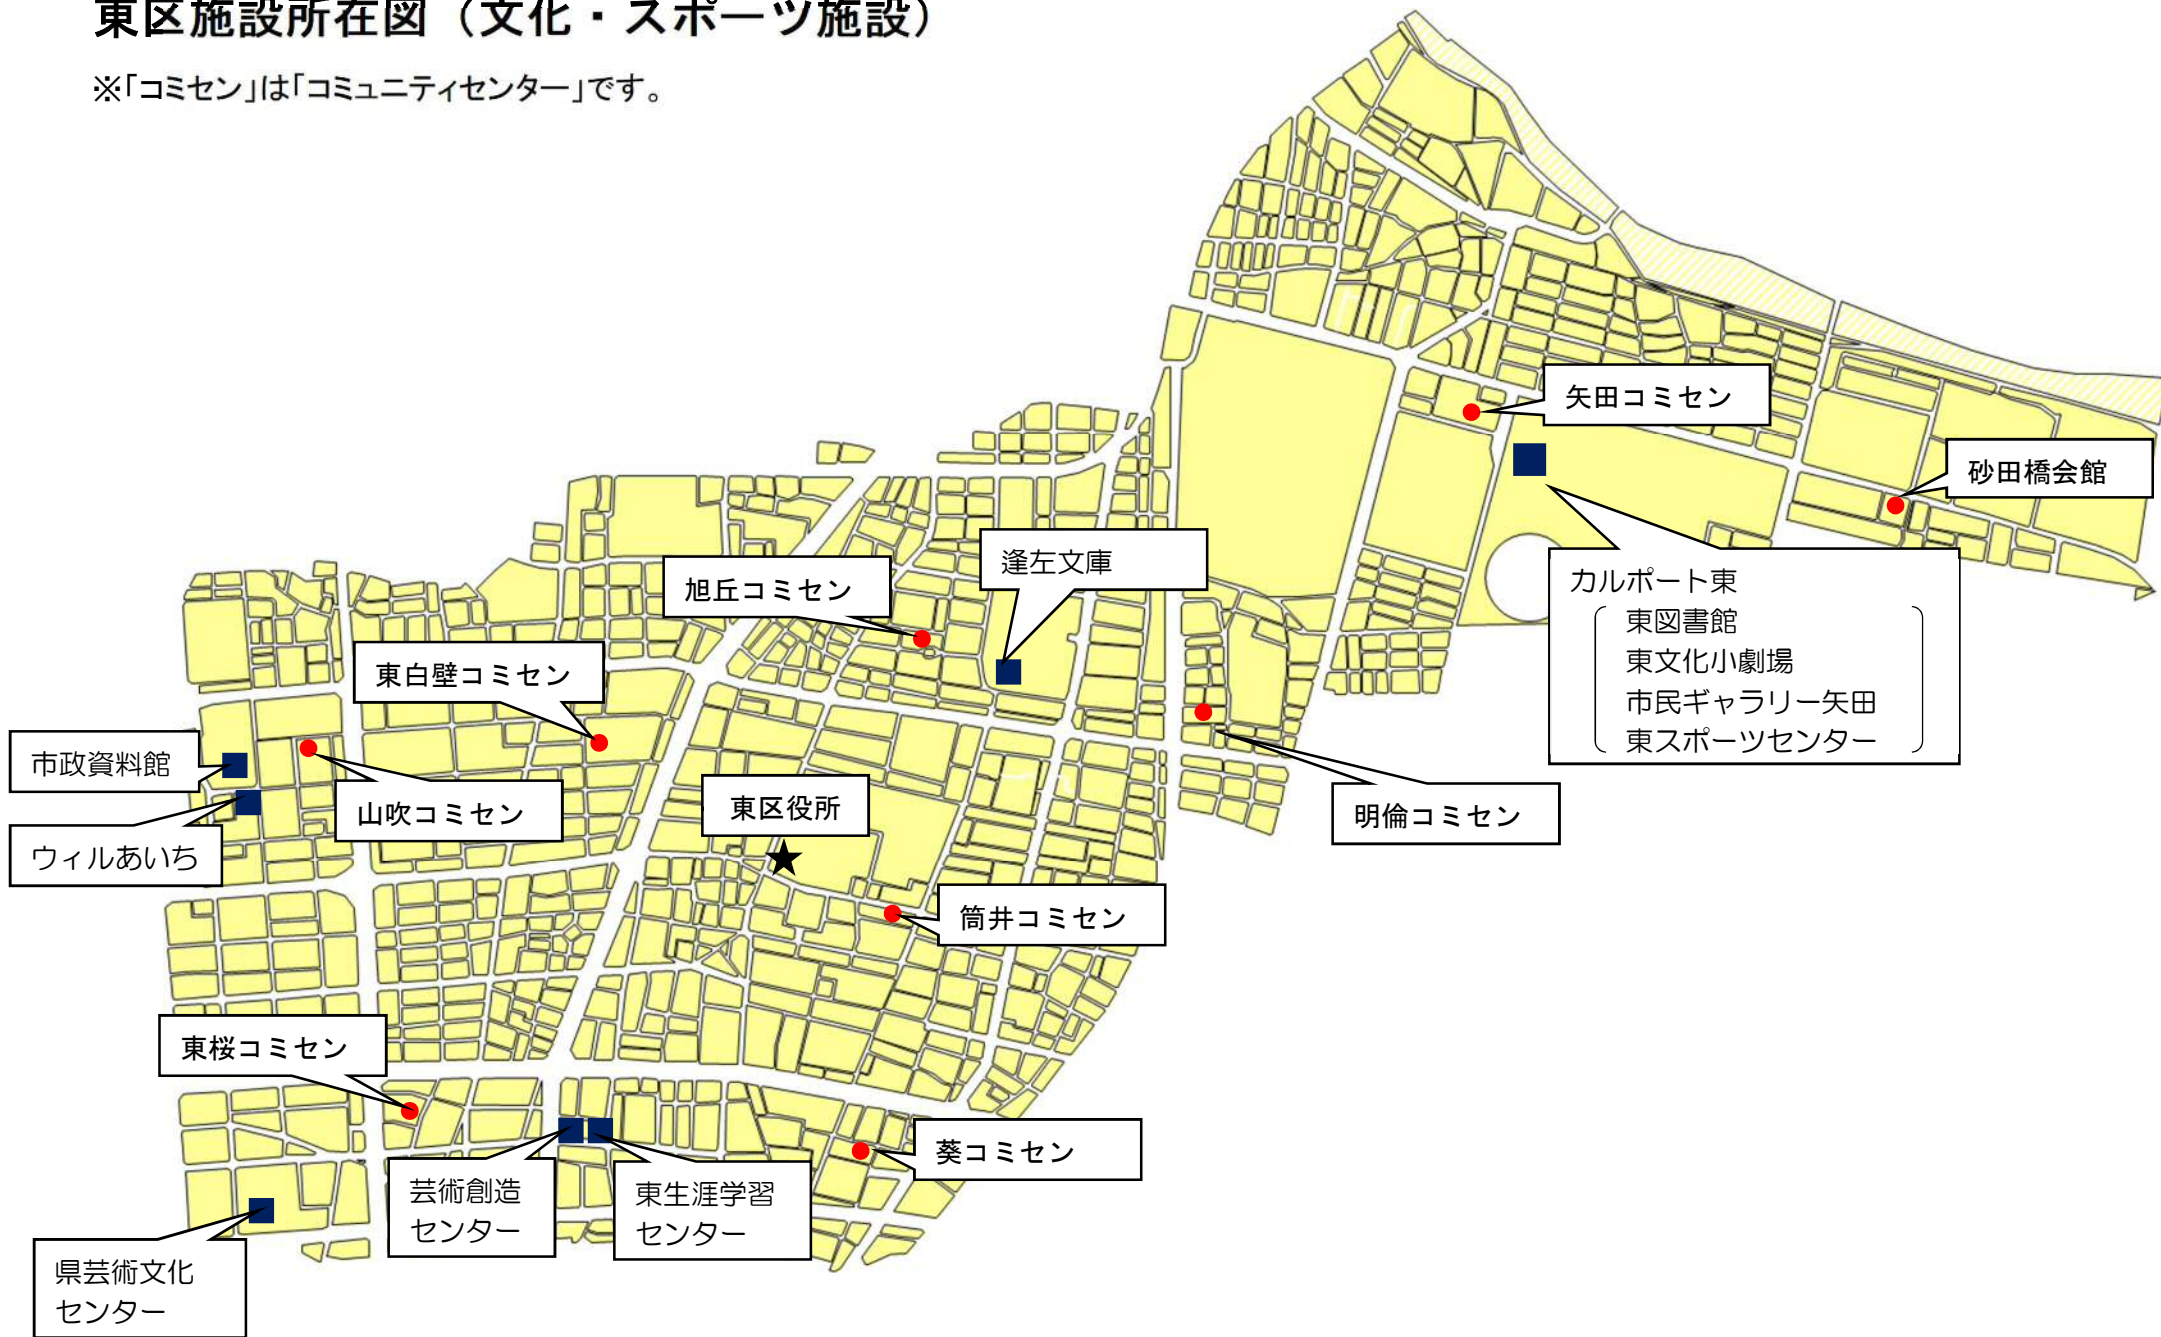 東区施設所在図（文化・スポーツ施設）
※「コミセン」は「コミュニティセンター」です。
矢田コミセン
砂田橋会館
逢左文庫
旭丘コミセン
カルポート東
東図書館
東文化小劇場
市民ギャラリー矢田
東スポーツセンター
東白壁コミセン
市政資料館
山吹コミセン
東区役所
明倫コミセン
ウィルあいち
筒井コミセン
東桜コミセン
葵コミセン
芸術創造
センター
東生涯学習
センター
県芸術文化
センター